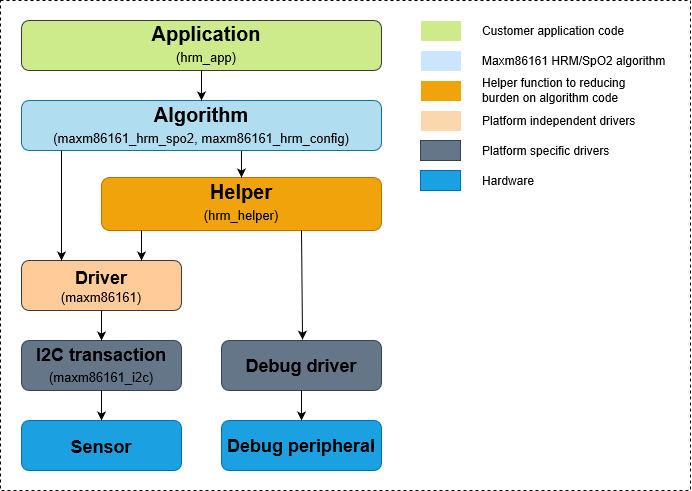 Application
(hrm_app)
Algorithm
(maxm86161_hrm_spo2, maxm86161_hrm_config)
Helper
(hrm_helper)
Driver
(maxm86161)
I2C transaction
(maxm86161_i2c)
Debug driver
Sensor
Debug peripheral
Customer application code
Maxm86161 HRM/SpO2 algorithm
Helper function to reducing
burden on algorithm code
Platform independent drivers
Platform specific drivers
Hardware